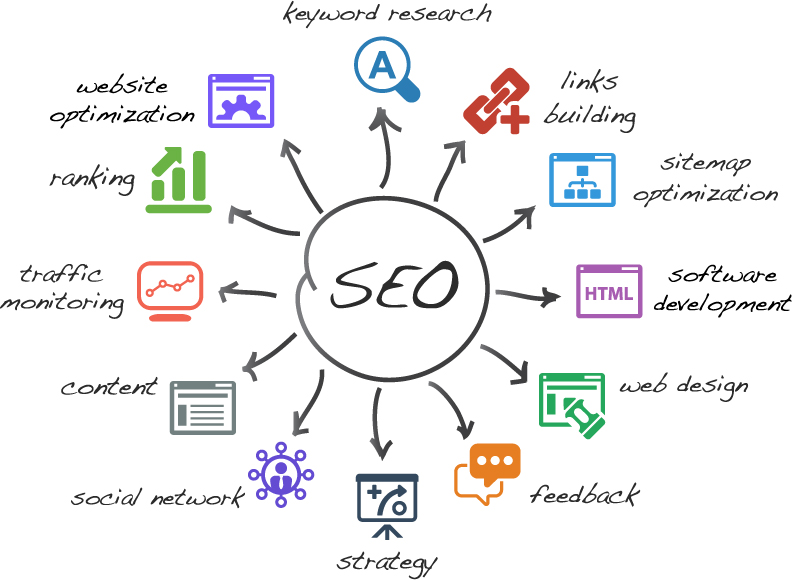 keyword research
A
website
optimization
links
building
ranking
sitemap
optimization
SEO
traffic
monitoring
HTML
software
development
content
web design
social network
feedback
strategy